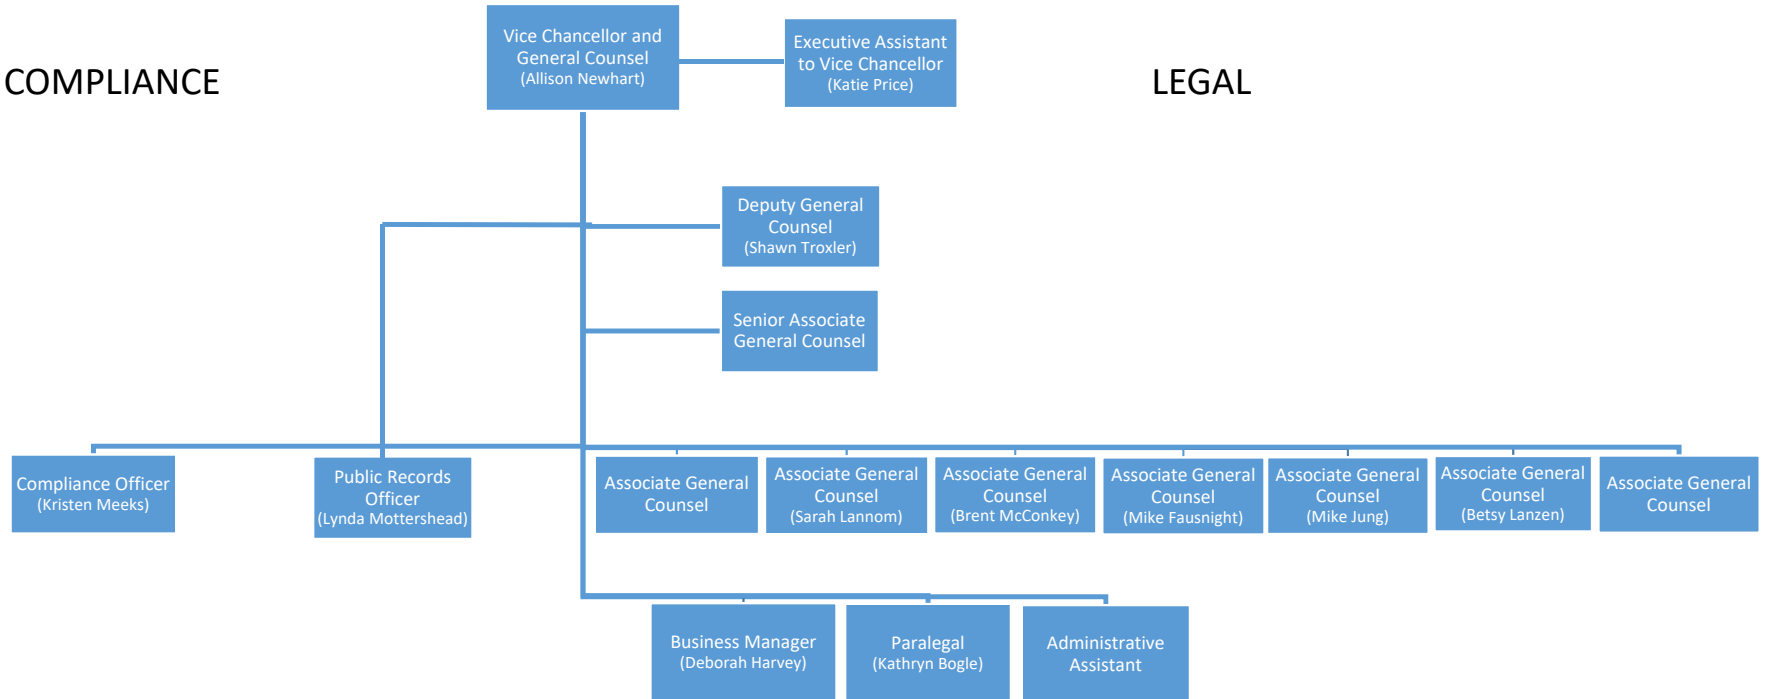 Vice Chancellor and
General Counsel
(Allison Newhart)
Executive Assistant
to Vice Chancellor
(Katie Price)
COMPLIANCE
LEGAL
Deputy General
Counsel
(Shawn Troxler)
Senior Associate
General Counsel
Compliance Officer
(Kristen Meeks)
Public Records
Officer
(Lynda Mottershead)
Associate General
Counsel
Associate General
Counsel
(Sarah Lannom)
Associate General
Counsel
(Brent McConkey)
Associate General
Counsel
(Mike Fausnight)
Associate General
Counsel
(Mike Jung)
Associate General
Counsel
(Betsy Lanzen)
Associate General
Counsel
Business Manager
(Deborah Harvey)
Paralegal
(Kathryn Bogle)
Administrative
Assistant